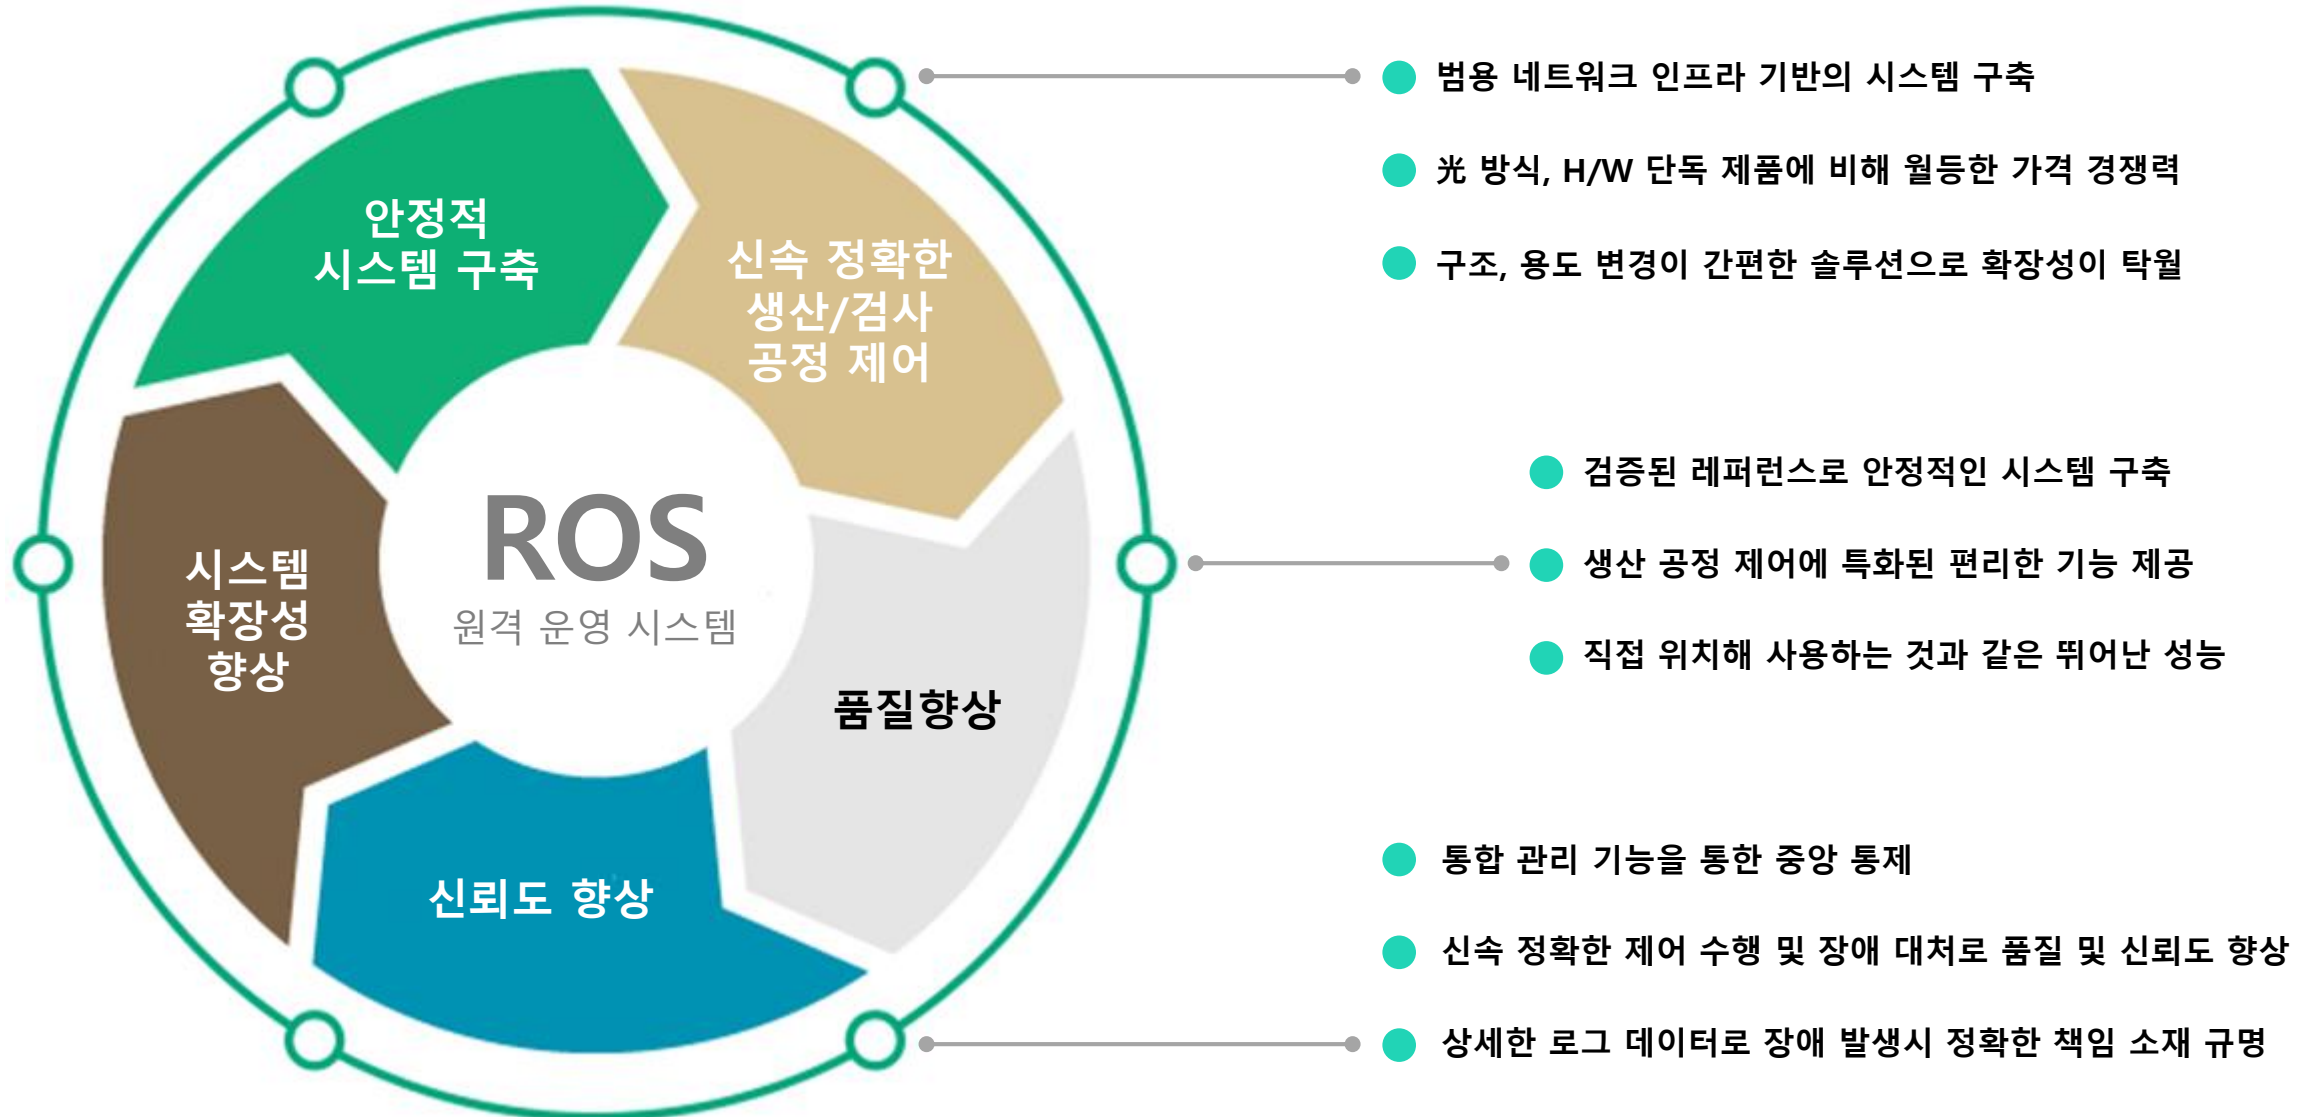 안정적
시스템 구축
신속 정확한
생산/검사
공정 제어
품질향상
신뢰도 향상
시스템
확장성
향상
ROS
원격 운영 시스템
범용 네트워크 인프라 기반의 시스템 구축
光 방식, H/W 단독 제품에 비해 월등한 가격 경쟁력
구조, 용도 변경이 간편한 솔루션으로 확장성이 탁월
검증된 레퍼런스로 안정적인 시스템 구축
생산 공정 제어에 특화된 편리한 기능 제공
직접 위치해 사용하는 것과 같은 뛰어난 성능
통합 관리 기능을 통한 중앙 통제
신속 정확한 제어 수행 및 장애 대처로 품질 및 신뢰도 향상
상세한 로그 데이터로 장애 발생시 정확한 책임 소재 규명